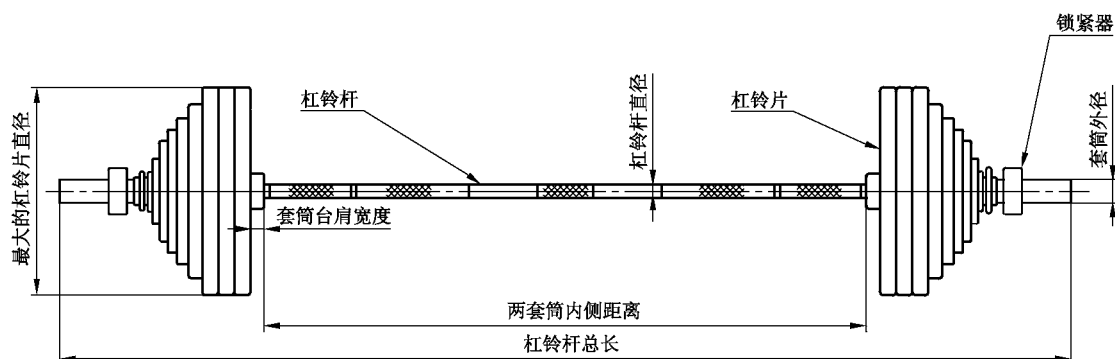 锁紧器
杠铃杆
杠铃片
杠铃杆直径
套筒外径
最大的杠铃片直径
套筒台肩宽度
两套筒内侧距离
杠铃杆总长